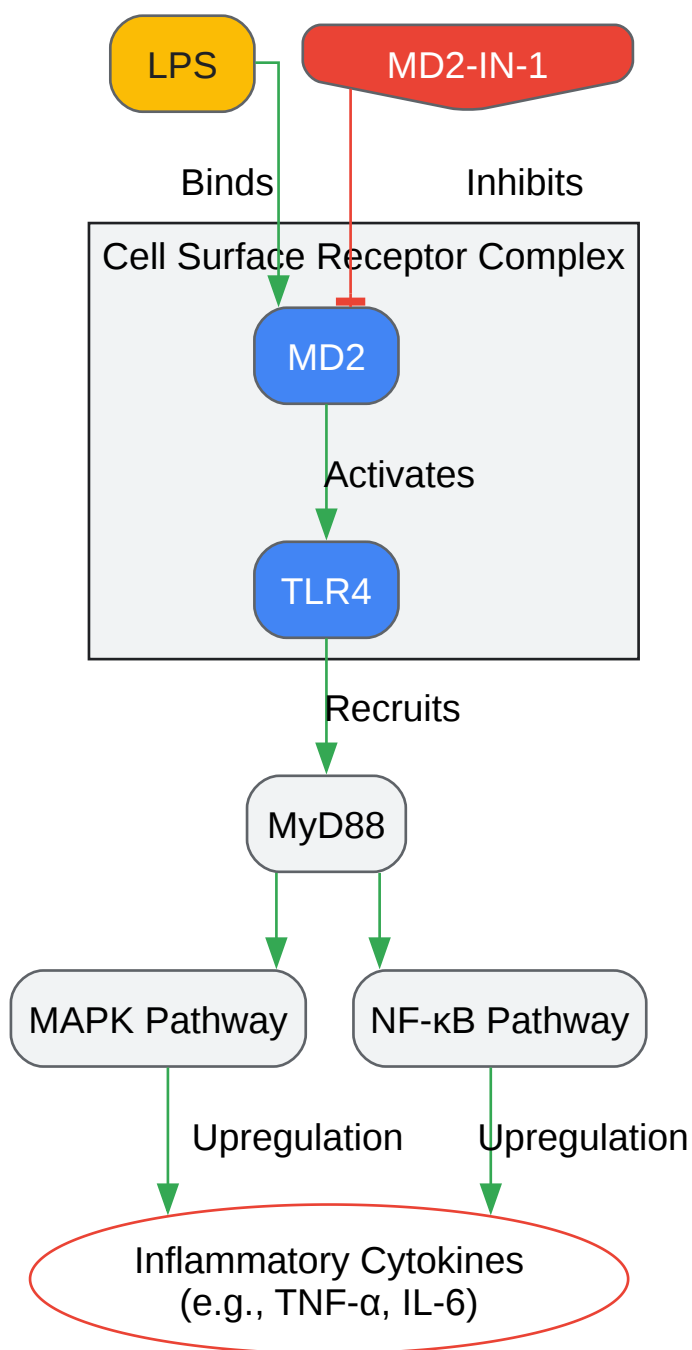 LPS
MD2-IN-1
Binds
Inhibits
Cell Surface Receptor Complex
MD2
Activates
TLR4
Recruits
MyD88
MAPK Pathway
NF-κB Pathway
Upregulation
Upregulation
Inflammatory Cytokines
(e.g., TNF-α, IL-6)